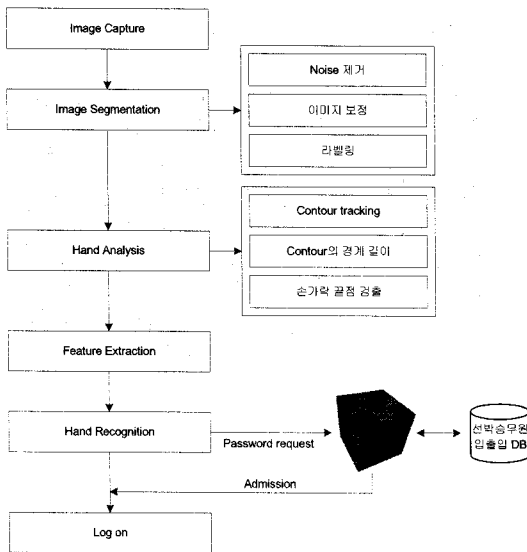 Image Capture
Image Segmentation
Noise 제거
이미지 보정
라벨링
Hand Analysis
Contour tracking
Contour의 경계 길이
손가락 끝점 검출
Feature Extraction
Hand Recognition
Password request
선박승무원
입출입 DB
Admission
Log on